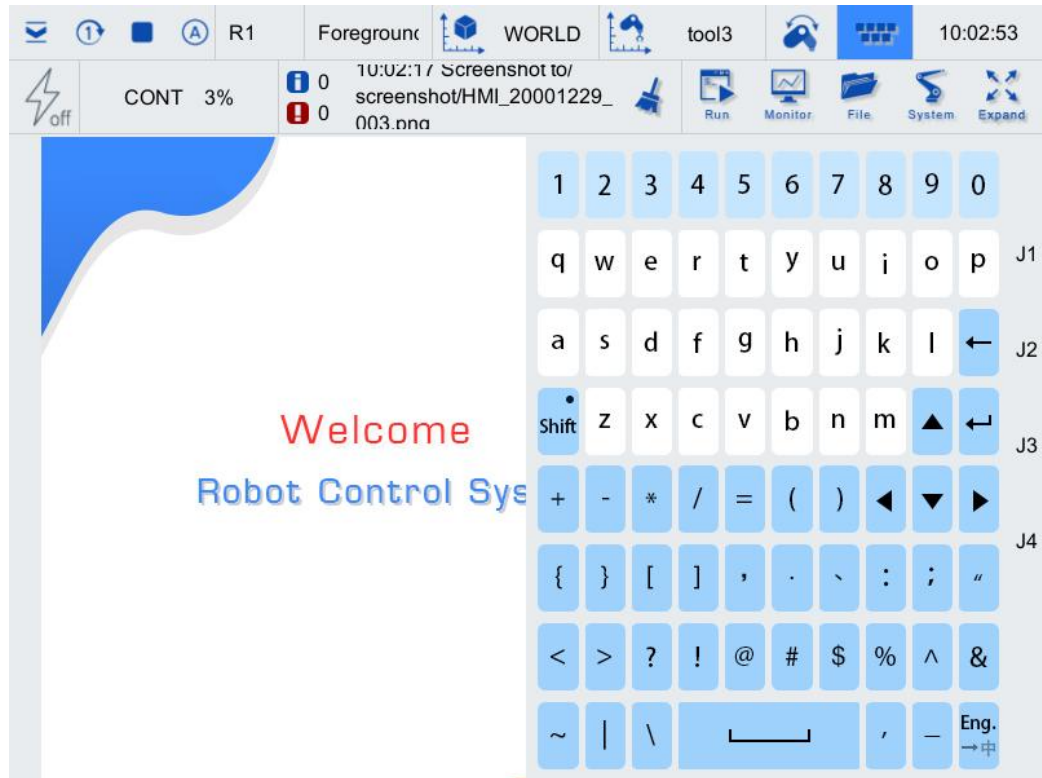 R1 Foregroun WORLD tool3 10:02:53
off CONT 3% 0 10:02:17 Screenshot to/
screenshot/HMI_20001229_
0 003.png
Run Monitor File System Expand
1 2 3 4 5 6 7 8 9 0
q w e r t y u i o p J1
a s d f g h j k l ← J2
Shift z x c v b n m ▲ ↵ J3
Welcome
Robot Control Sys
+ - * / = ( ) ◀ ▼ ▶
J4
{ } [ ] , . ` : ; "
< > ? ! @ # $ % ^ &
~ | \ ' _ Eng.
→中